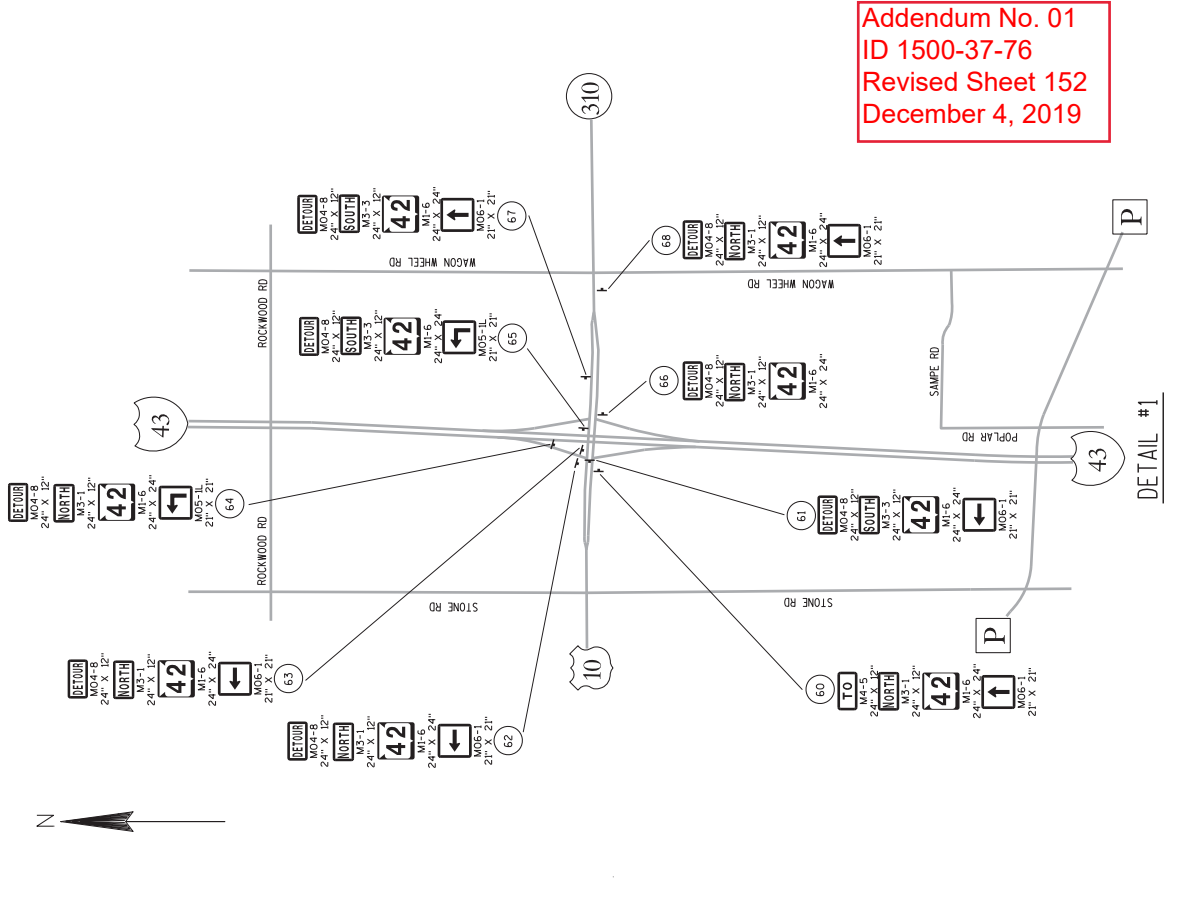 Addendum No. 01
ID 1500-37-76
Revised Sheet 152
December 4, 2019
310
DETOUR
M04-8
24" X 12"
SOUTH
M3-3
24" X 12"
42
M1-6
24" X 24"
M06-1
21" X 21"
67
68
DETOUR
M04-8
24" X 12"
NORTH
M3-1
24" X 12"
42
M1-6
24" X 24"
M06-1
21" X 21"
P
WAGON WHEEL RD
WAGON WHEEL RD
ROCKWOOD RD
DETOUR
M04-8
24" X 12"
SOUTH
M3-3
24" X 12"
42
M1-6
24" X 24"
M05-1L
21" X 21"
65
66
DETOUR
M04-8
24" X 12"
NORTH
M3-1
24" X 12"
42
M1-6
24" X 24"
SAMPE RD
POPLAR RD
43
43
DETAIL #1
DETOUR
M04-8
24" X 12"
NORTH
M3-1
24" X 12"
42
M1-6
24" X 24"
M05-1L
21" X 21"
64
61
DETOUR
M04-8
24" X 12"
SOUTH
M3-3
24" X 12"
42
M1-6
24" X 24"
M06-1
21" X 21"
ROCKWOOD RD
STONE RD
STONE RD
P
10
DETOUR
M04-8
24" X 12"
NORTH
M3-1
24" X 12"
42
M1-6
24" X 24"
M06-1
21" X 21"
63
60
TO
M4-5
24" X 12"
NORTH
M3-1
24" X 12"
42
M1-6
24" X 24"
M06-1
21" X 21"
DETOUR
M04-8
24" X 12"
NORTH
M3-1
24" X 12"
42
M1-6
24" X 24"
M06-1
21" X 21"
62
N